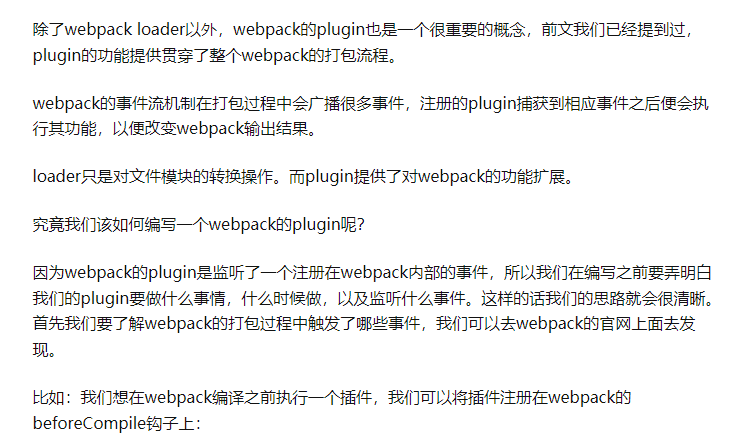 除了webpack loader以外，webpack的plugin也是一个很重要的概念，前文我们已经提到过，
plugin的功能提供贯穿了整个webpack的打包流程。
webpack的事件流机制在打包过程中会广播很多事件，注册的plugin捕获到相应事件之后便会执
行其功能，以便改变webpack输出结果。
loader只是对文件模块的转换操作。而plugin提供了对webpack的功能扩展。
究竟我们该如何编写一个webpack的plugin呢？
因为webpack的plugin是监听了一个注册在webpack内部的事件，所以我们在编写之前要弄明白
我们的plugin要做什么事情，什么时候做，以及监听什么事件。这样的话我们的思路就会很清晰。
首先我们要了解webpack的打包过程中触发了哪些事件，我们可以去webpack的官网上面去发
现。
比如：我们想在webpack编译之前执行一个插件，我们可以将插件注册在webpack的
beforeCompile钩子上：